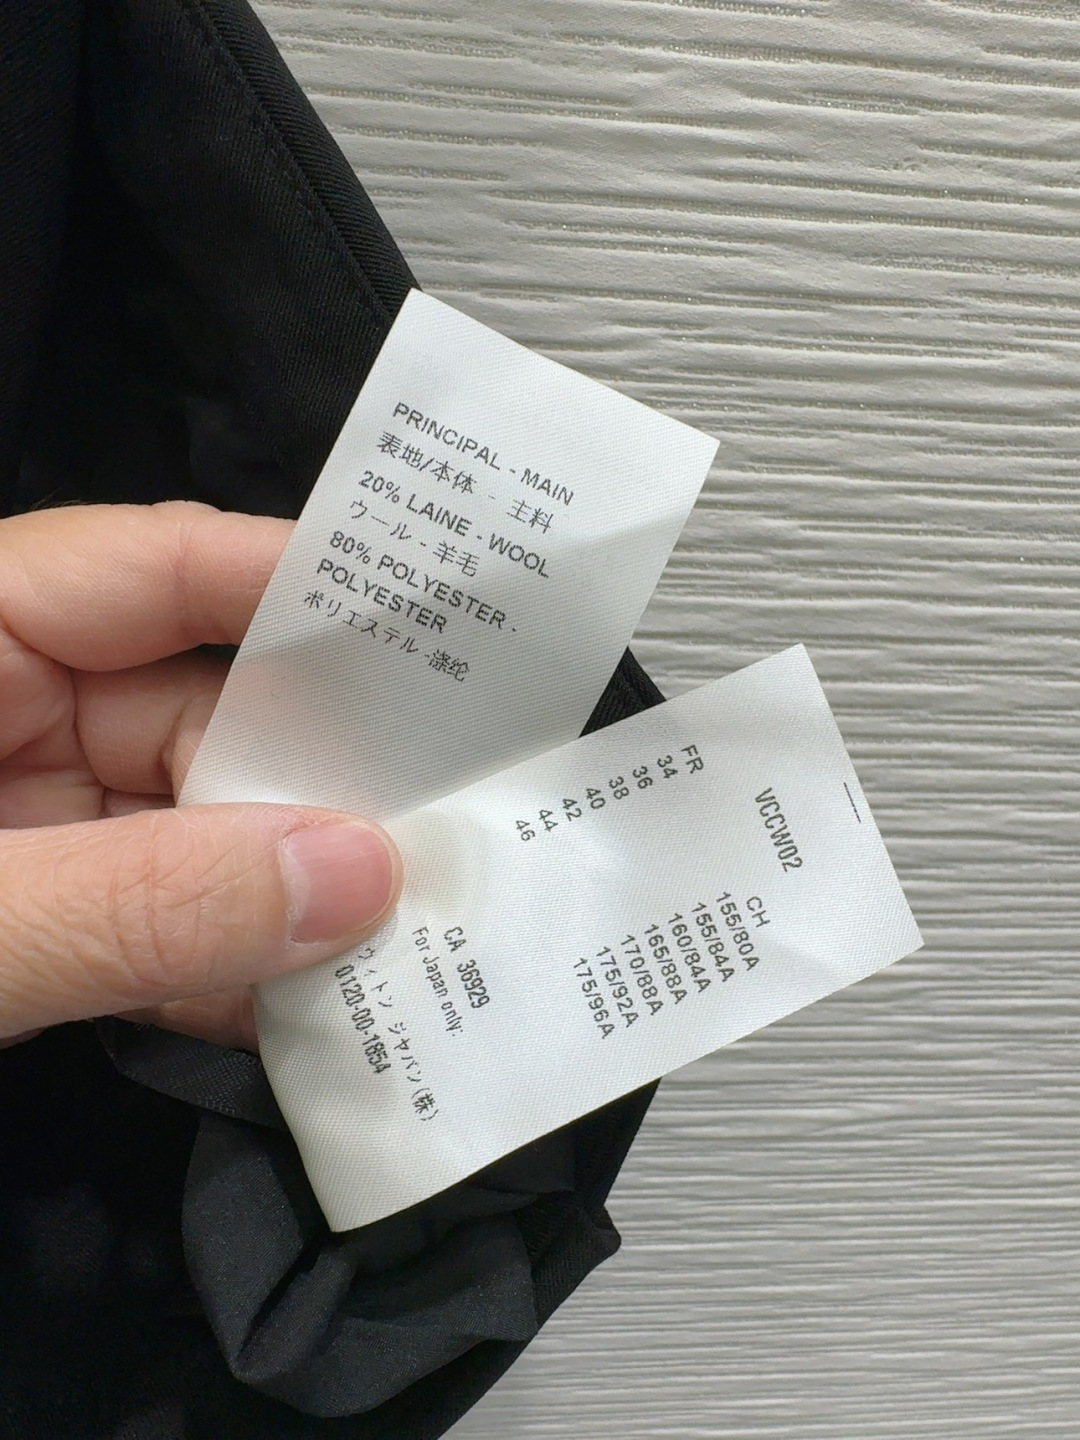 PRINCIPAL - MAIN
表地/本体 - 主料
20% LAINE - WOOL
ウール - 羊毛
80% POLYESTER -
POLYESTER
ポリエステル -涤纶
VCCW02
FR CH
34 155/80A
36 155/84A
38 160/84A
40 165/88A
42 170/88A
44 175/92A
46 175/96A
CA 36929
For Japan only:
ヴィトン ジャパン(株)
0120-00-1854